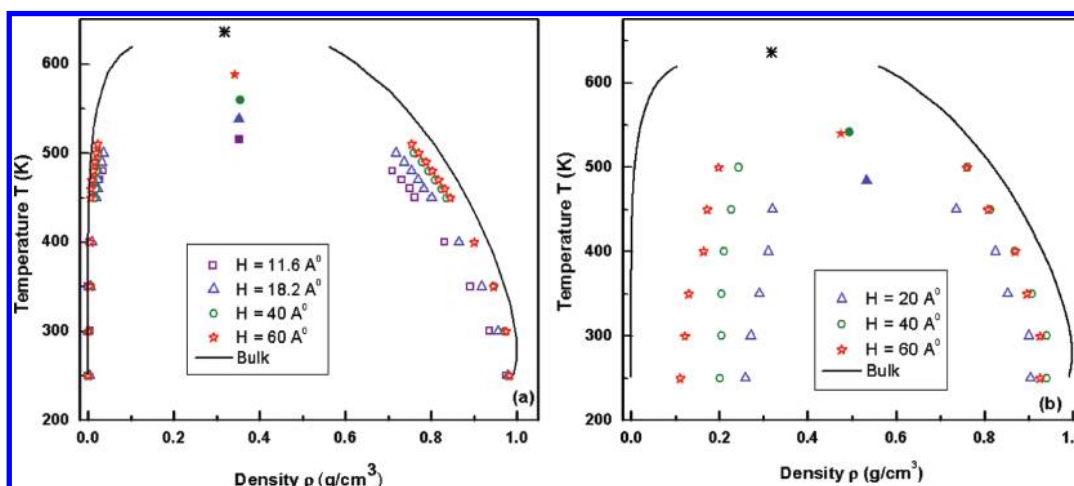 600
500
400
300
200
Temperature T (K)
H = 11.6 A⁰
H = 18.2 A⁰
H = 40 A⁰
H = 60 A⁰
Bulk
(a)
0.0 0.2 0.4 0.6 0.8 1.0
Density ρ (g/cm³)
600
500
400
300
200
Temperature T (K)
H = 20 A⁰
H = 40 A⁰
H = 60 A⁰
Bulk
(b)
0.0 0.2 0.4 0.6 0.8 1.
Density ρ (g/cm³)